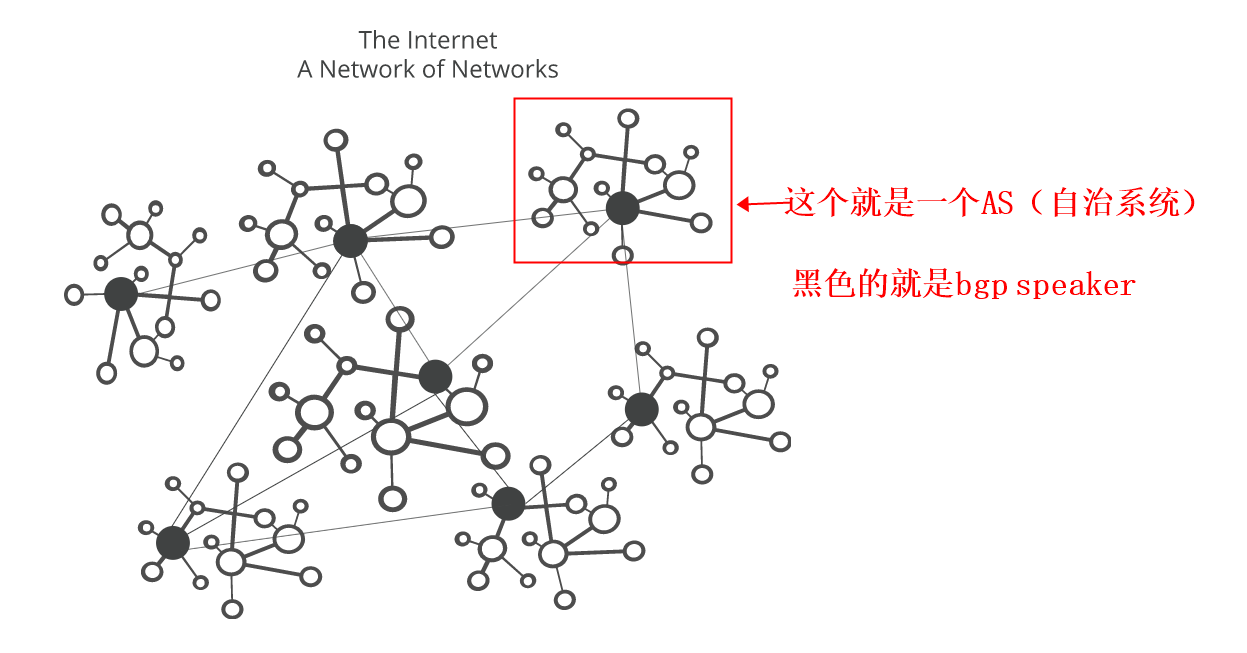 The Internet
A Network of Networks
这个就是一个AS（自治系统）
黑色的就是bgp speaker